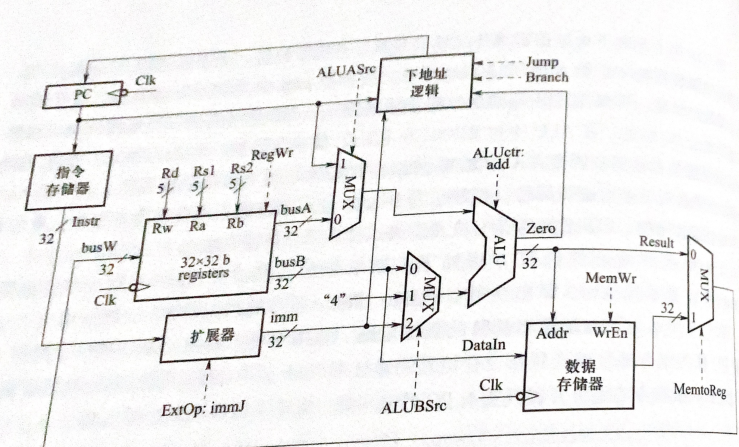 Clk
PC
ALUASrc
下地址
逻辑
Jump
Branch
指令
存储器
Rd
Rs1
Rs2
RegWr
5
5
5
ALUctr:
add
Instr
32
busW
32
Rw
Ra
Rb
32×32 b
registers
Clk
busA
32
busB
32
1
0
MUX
"4"
0
1
2
MUX
ALU
Zero
32
Result
0
1
MUX
MemWr
imm
32
扩展器
ExtOp: immJ
ALUBSrc
DataIn
Addr
WrEn
数据
存储器
Clk
32
MemtoReg